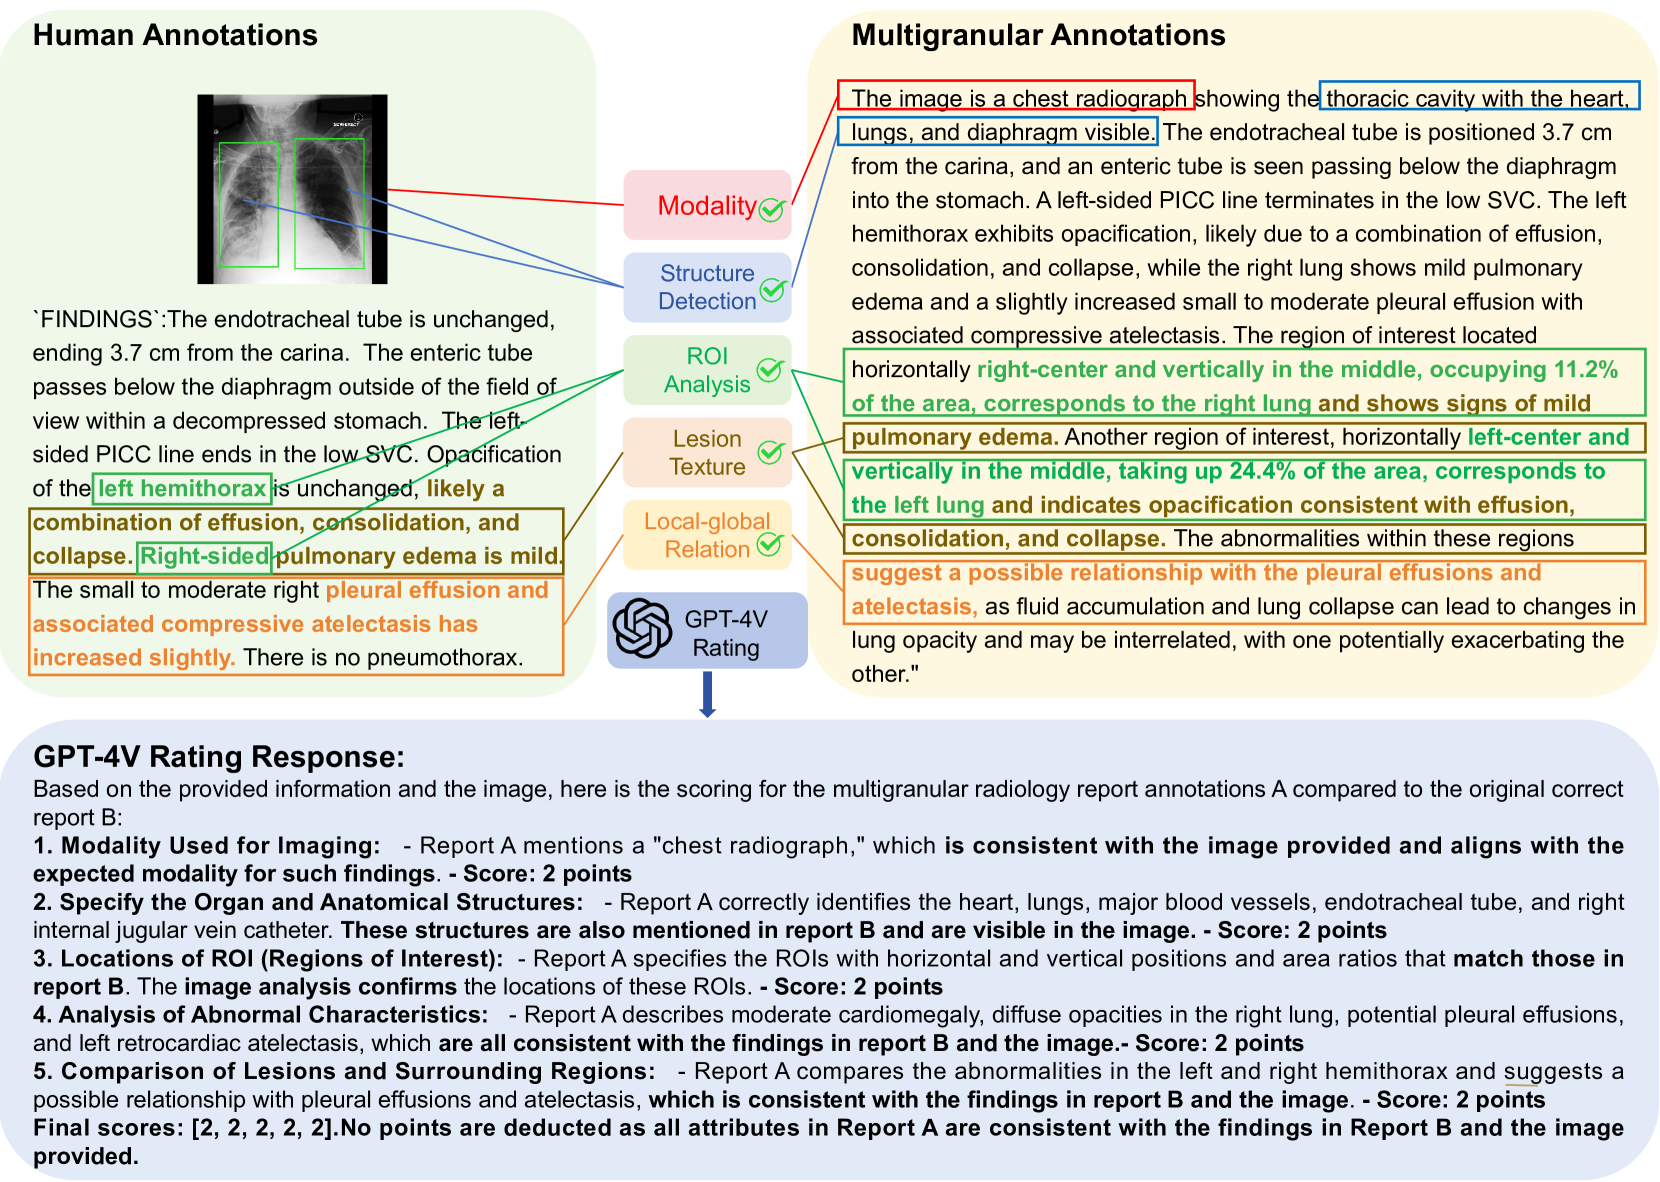 Human Annotations
`FINDINGS`:The endotracheal tube is unchanged,
ending 3.7 cm from the carina.  The enteric tube
passes below the diaphragm outside of the field of
view within a decompressed stomach.  The left-
sided PICC line ends in the low SVC. Opacification
of the left hemithorax is unchanged, likely a
combination of effusion, consolidation, and
collapse. Right-sided pulmonary edema is mild.
The small to moderate right pleural effusion and
associated compressive atelectasis has
increased slightly. There is no pneumothorax.
Modality
Structure
Detection
ROI
Analysis
Lesion
Texture
Local-global
Relation
GPT-4V
Rating
Multigranular Annotations
The image is a chest radiograph showing the thoracic cavity with the heart,
lungs, and diaphragm visible. The endotracheal tube is positioned 3.7 cm
from the carina, and an enteric tube is seen passing below the diaphragm
into the stomach. A left-sided PICC line terminates in the low SVC. The left
hemithorax exhibits opacification, likely due to a combination of effusion,
consolidation, and collapse, while the right lung shows mild pulmonary
edema and a slightly increased small to moderate pleural effusion with
associated compressive atelectasis. The region of interest located
horizontally right-center and vertically in the middle, occupying 11.2%
of the area, corresponds to the right lung and shows signs of mild
pulmonary edema. Another region of interest, horizontally left-center and
vertically in the middle, taking up 24.4% of the area, corresponds to
the left lung and indicates opacification consistent with effusion,
consolidation, and collapse. The abnormalities within these regions
suggest a possible relationship with the pleural effusions and
atelectasis, as fluid accumulation and lung collapse can lead to changes in
lung opacity and may be interrelated, with one potentially exacerbating the
other."
GPT-4V Rating Response:
Based on the provided information and the image, here is the scoring for the multigranular radiology report annotations A compared to the original correct
report B:
1. Modality Used for Imaging:   - Report A mentions a "chest radiograph," which is consistent with the image provided and aligns with the
expected modality for such findings. - Score: 2 points
2. Specify the Organ and Anatomical Structures:   - Report A correctly identifies the heart, lungs, major blood vessels, endotracheal tube, and right
internal jugular vein catheter. These structures are also mentioned in report B and are visible in the image. - Score: 2 points
3. Locations of ROI (Regions of Interest):  - Report A specifies the ROIs with horizontal and vertical positions and area ratios that match those in
report B. The image analysis confirms the locations of these ROIs. - Score: 2 points
4. Analysis of Abnormal Characteristics:   - Report A describes moderate cardiomegaly, diffuse opacities in the right lung, potential pleural effusions,
and left retrocardiac atelectasis, which are all consistent with the findings in report B and the image.- Score: 2 points
5. Comparison of Lesions and Surrounding Regions:   - Report A compares the abnormalities in the left and right hemithorax and suggests a
possible relationship with pleural effusions and atelectasis, which is consistent with the findings in report B and the image. - Score: 2 points
Final scores: [2, 2, 2, 2, 2].No points are deducted as all attributes in Report A are consistent with the findings in Report B and the image
provided.